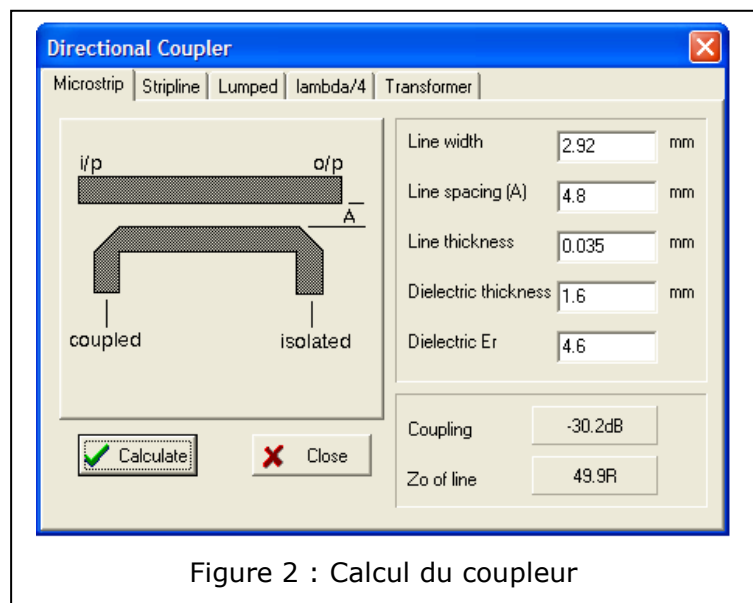 Directional Coupler
Microstrip Stripline Lumped lambda/4 Transformer
i/p o/p
A
coupled isolated
Calculate Close
Line width 2.92 mm
Line spacing (A) 4.8 mm
Line thickness 0.035 mm
Dielectric thickness 1.6 mm
Dielectric Er 4.6
Coupling -30.2dB
Zo of line 49.9R
Figure 2 : Calcul du coupleur